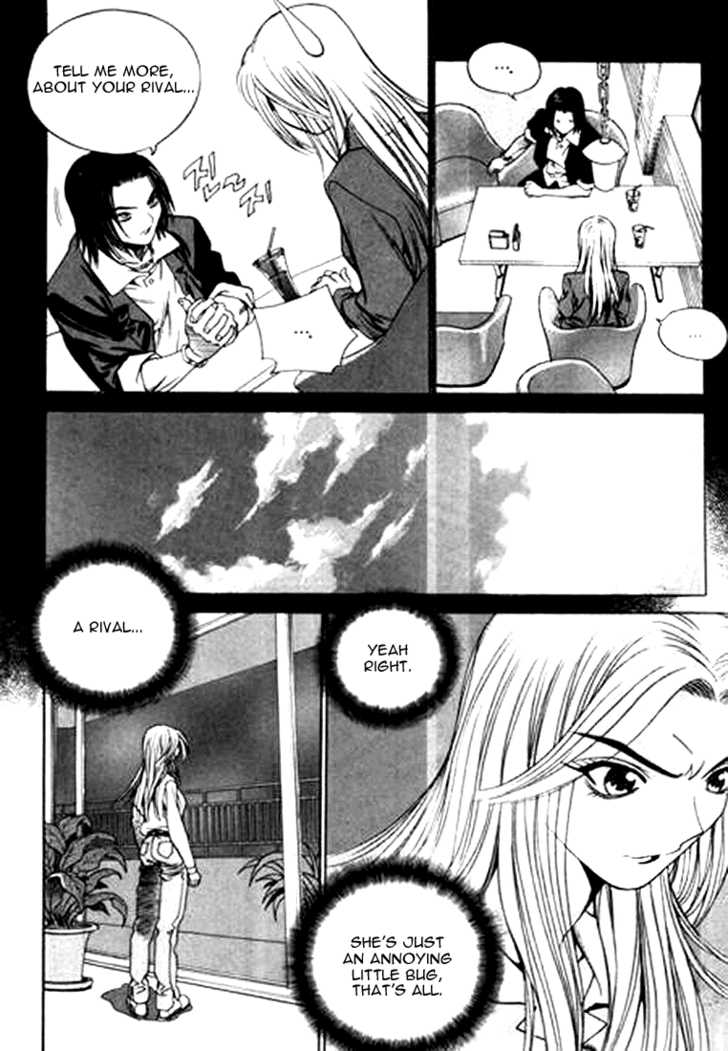 TELL ME MORE,
ABOUT YOUR RIVAL...
...
...
...
A RIVAL...
YEAH
RIGHT.
SHE'S JUST
AN ANNOYING
LITTLE BUG,
THAT'S ALL.